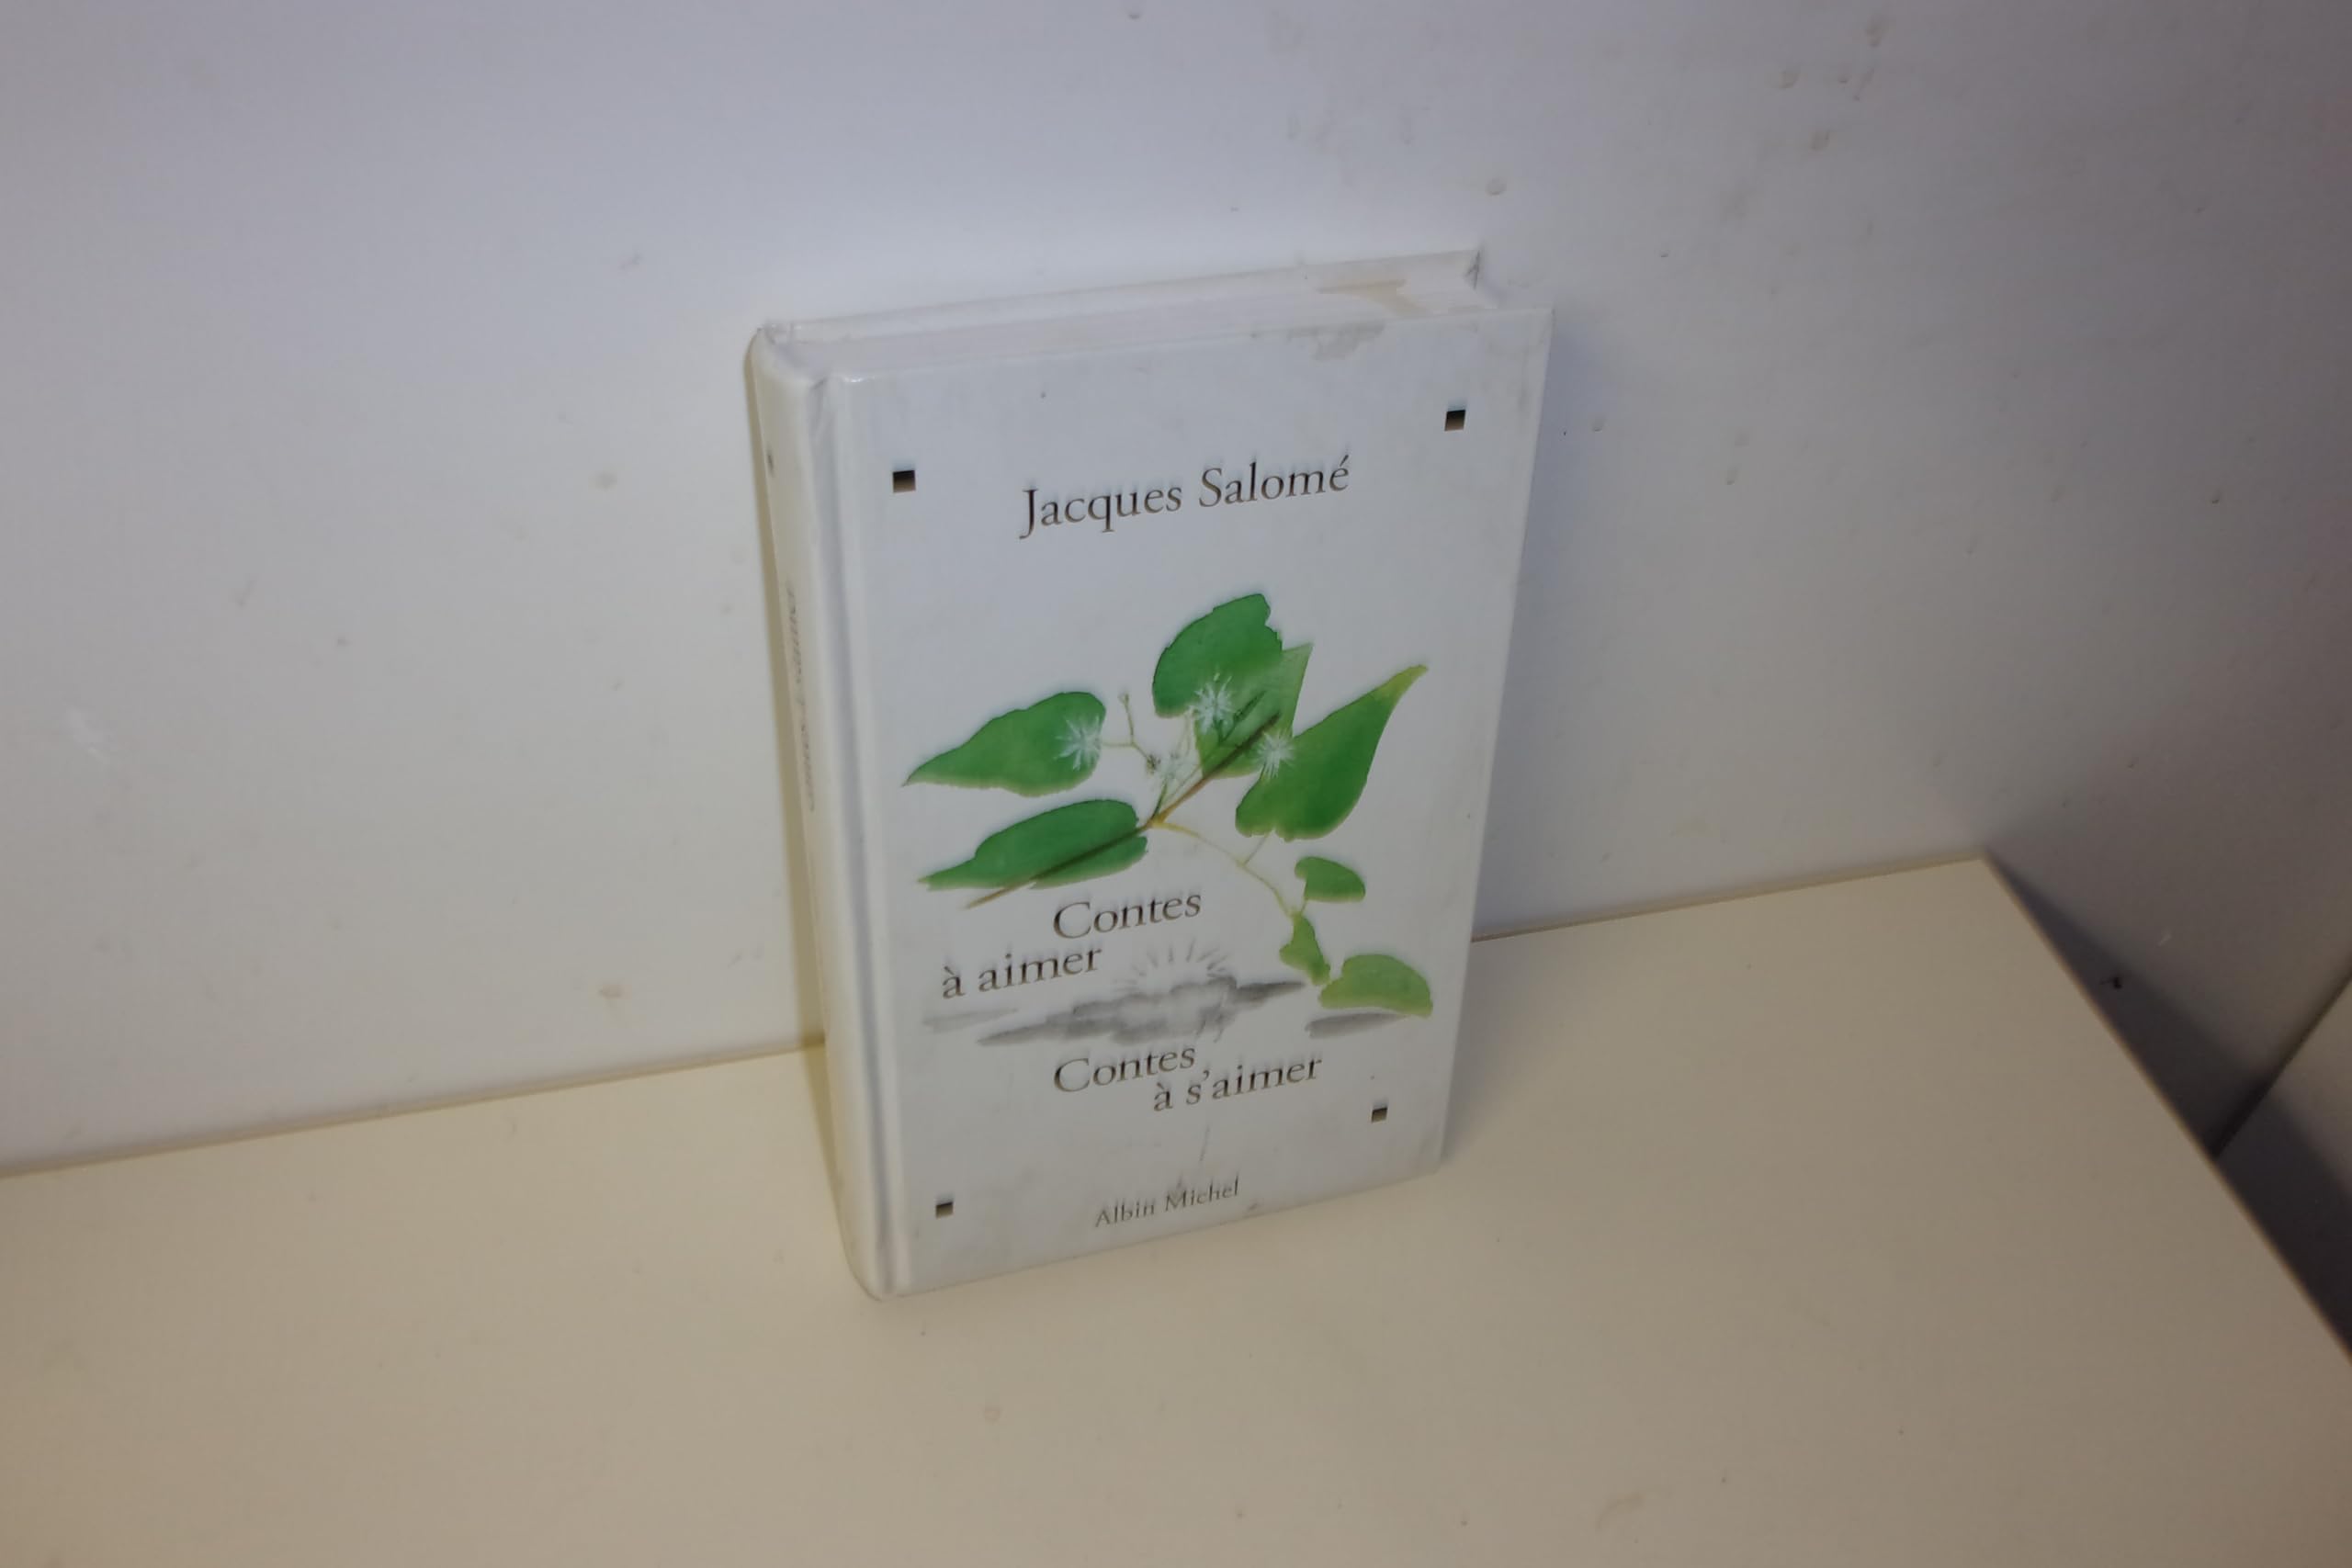 Jacques Salomé
Contes
à aimer
Contes
à s'aimer
Albin Michel